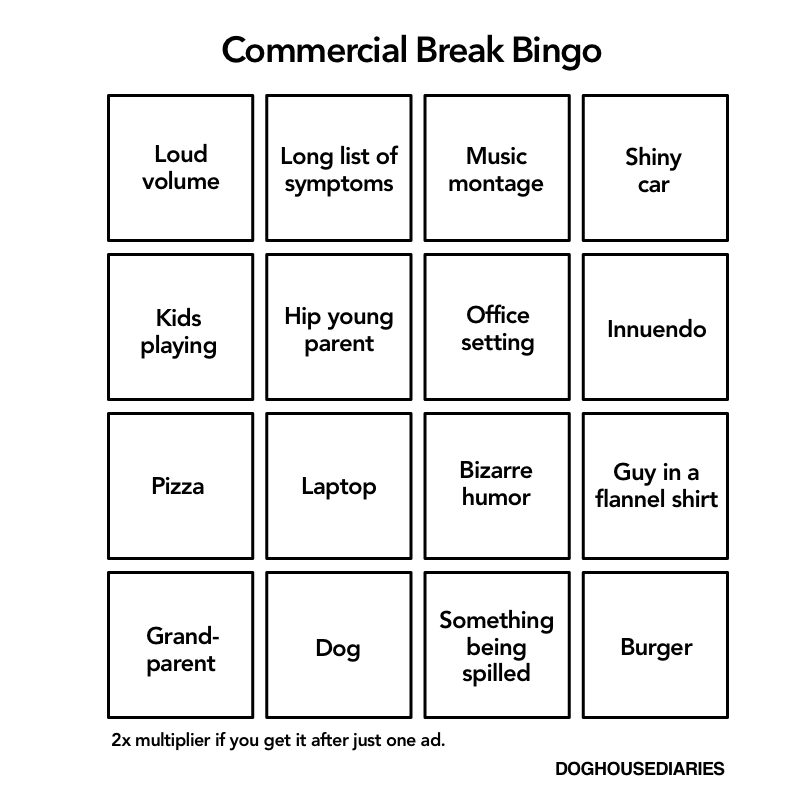 Commercial Break Bingo
Loud
volume
Long list of
symptoms
Music
montage
Shiny
car
Kids
playing
Hip young
parent
Office
setting
Innuendo
Pizza
Laptop
Bizarre
humor
Guy in a
flannel shirt
Grand-
parent
Dog
Something
being
spilled
Burger
2x multiplier if you get it after just one ad.
DOGHOUSEDIARIES